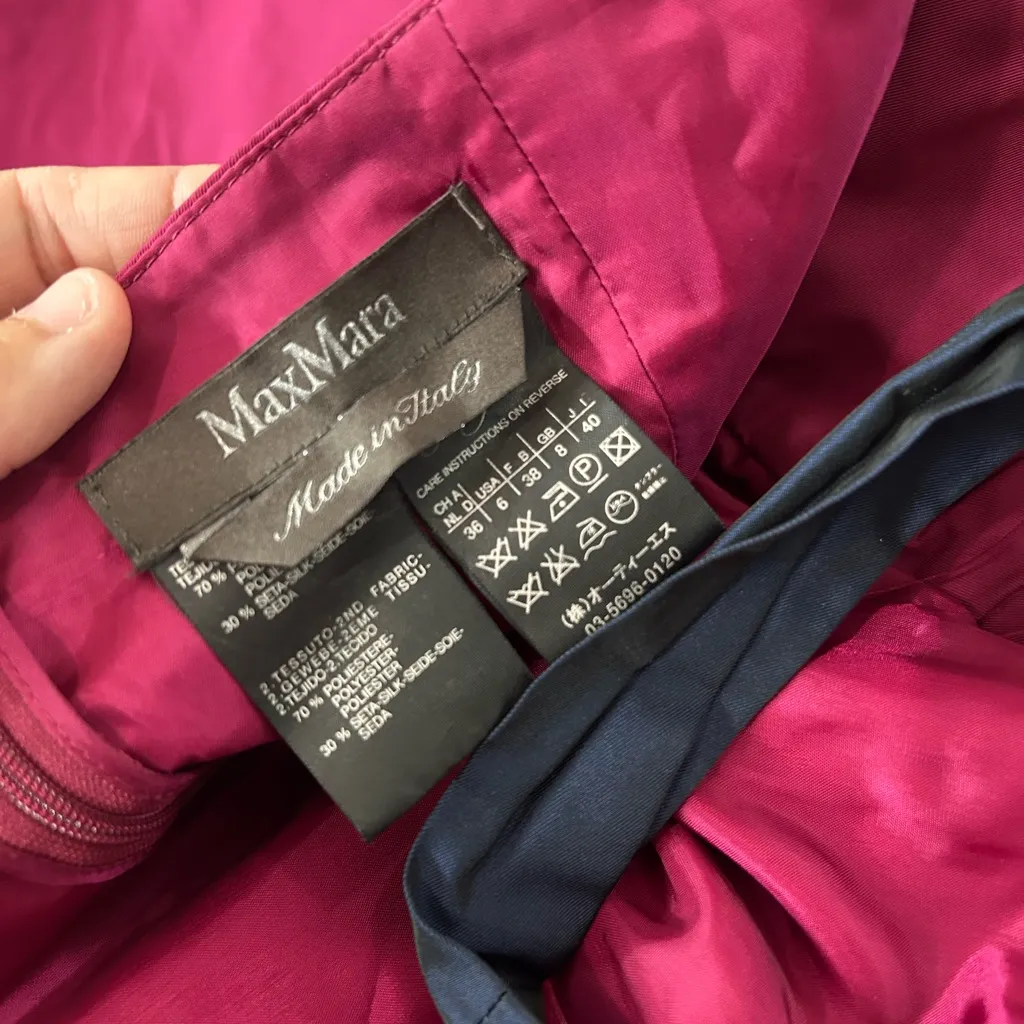 MaxMara
Made in Italy
70 %
30 % SETA-SILK-SEIDE-SOIE-
SEDA
2. TESSUTO-2ND FABRIC-
2.GEWEBE-2EME TISSU-
2.TEJIDO-2.TECIDO
70 % POLIESTERE-
POLYESTER-
POLIESTER
30 % SETA-SILK-SEIDE-SOIE-
SEDA
CARE INSTRUCTIONS ON REVERSE
CH A F B J
NL D USA GB I
36 6 38 8 40
P
(株)オーティーエス
03-5696-0120